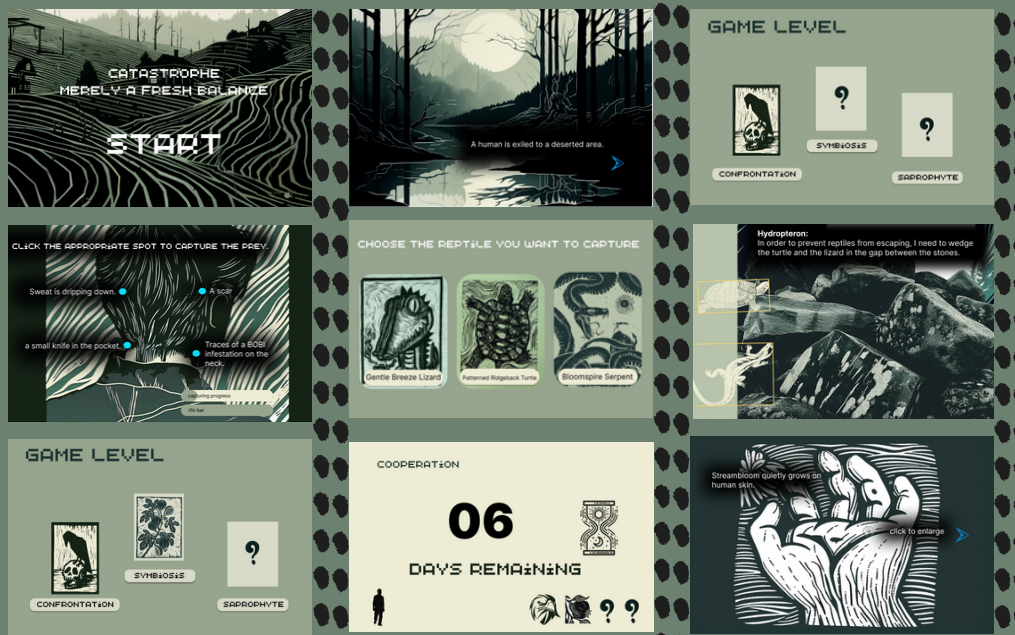 CATASTROPHE
MERELY A FRESH BALANCE
START
A human is exiled to a deserted area.
GAME LEVEL
CONFRONTATION
SYMBIOSIS
SAPROPHYTE
CLICK THE APPROPRIATE SPOT TO CAPTURE THE PREY.
Sweat is dripping down.
A scar
a small knife in the pocket.
Traces of a BOBI
infestation on the
neck.
capturing progress
life bar
CHOOSE THE REPTILE YOU WANT TO CAPTURE
Gentle Breeze Lizard
Patterned Ridgeback Turtle
Bloomspire Serpent
Hydropteron:
In order to prevent reptiles from escaping, I need to wedge
the turtle and the lizard in the gap between the stones.
GAME LEVEL
CONFRONTATION
SYMBIOSIS
SAPROPHYTE
COOPERATION
06
DAYS REMAINING
Streambloom quietly grows on
human skin.
click to enlarge